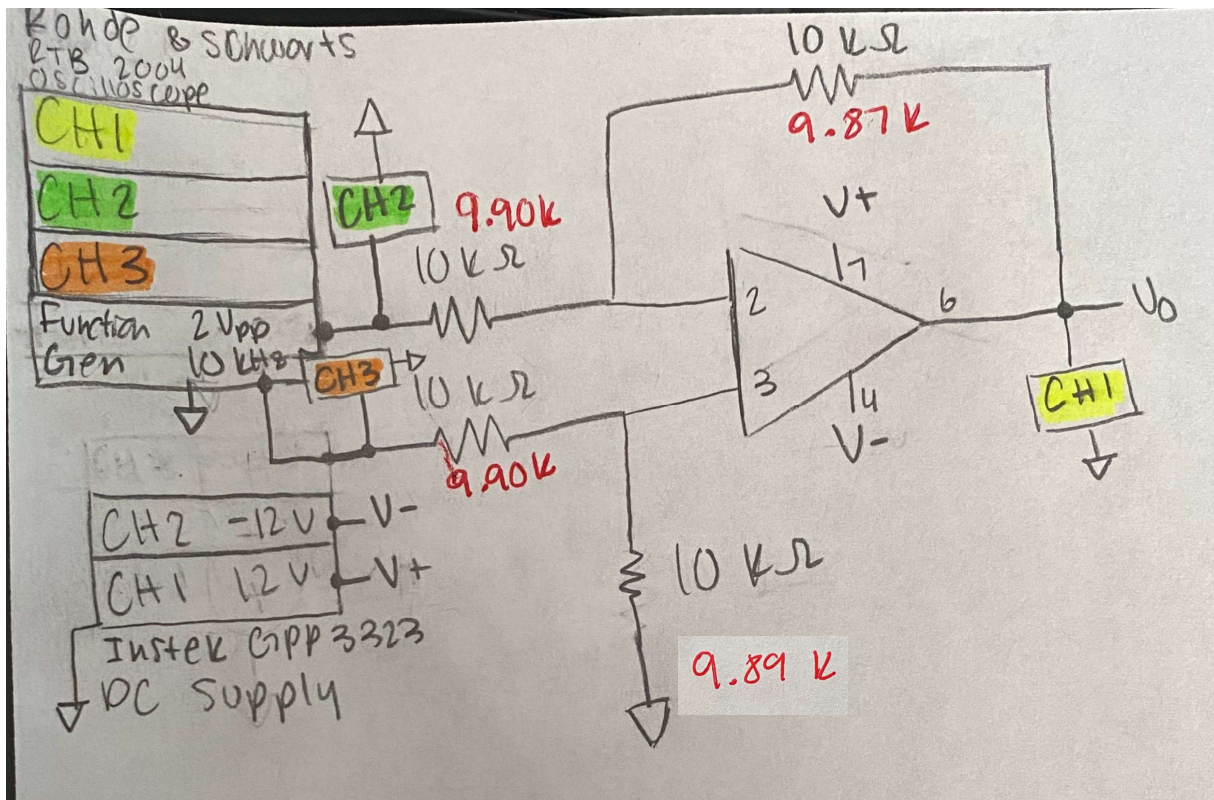 Rohde & Schwarts
RTB 2004
oscilloscope
CH1
CH2
CH3
Function 2Vpp
Gen 10 kHz
CH2
9.90k
10 kΩ
CH3
10 kΩ
9.90k
10 kΩ
9.87k
V+
7
2
6
3
4
V-
Vo
CH1
10 kΩ
9.89 k
CH2 -12V
V-
CH1 12V
V+
Instek GPP 3323
DC Supply